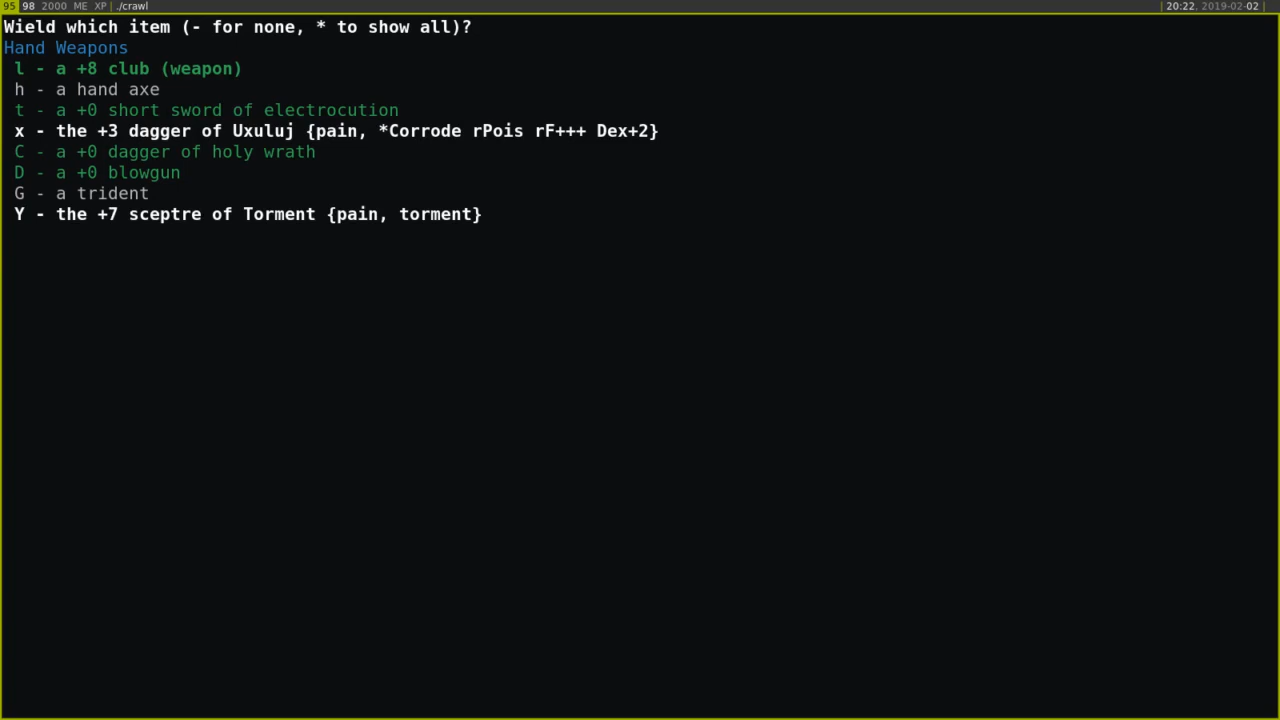 95 98 2000 ME XP | ./crawl | 20:22, 2019-02-02 |
Wield which item (- for none, * to show all)?
Hand Weapons
l - a +8 club (weapon)
h - a hand axe
t - a +0 short sword of electrocution
x - the +3 dagger of Uxuluj {pain, *Corrode rPois rF+++ Dex+2}
C - a +0 dagger of holy wrath
D - a +0 blowgun
G - a trident
Y - the +7 sceptre of Torment {pain, torment}